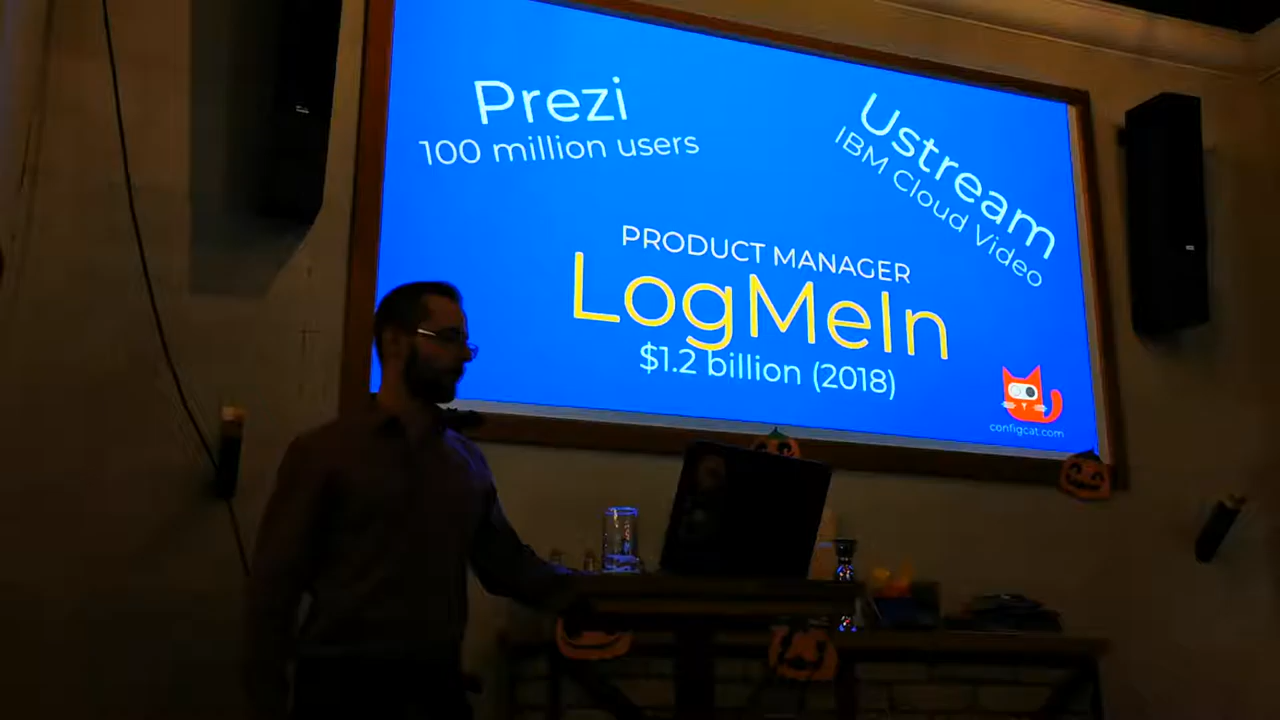 Prezi
100 million users
Ustream
IBM Cloud Video
PRODUCT MANAGER
LogMeIn
$1.2 billion (2018)
configcat.com